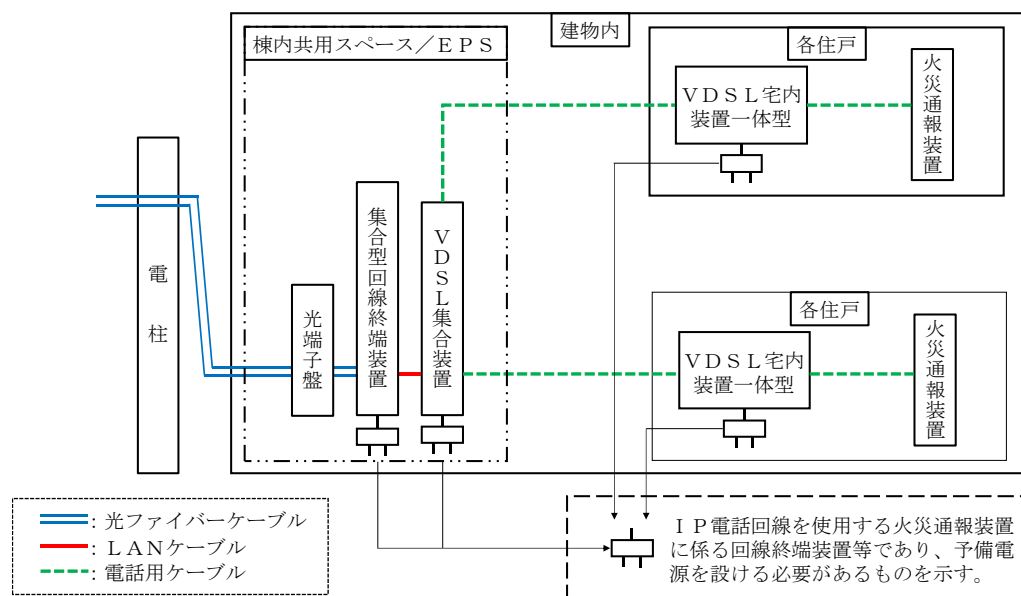 建物内
棟内共用スペース／ＥＰＳ
各住戸
ＶＤＳＬ宅内
装置一体型
火災通報装置
電柱
光端子盤
集合型回線終端装置
ＶＤＳＬ集合装置
各住戸
ＶＤＳＬ宅内
装置一体型
火災通報装置
：光ファイバーケーブル
：ＬＡＮケーブル
：電話用ケーブル
ＩＰ電話回線を使用する火災通報装置
に係る回線終端装置等であり、予備電
源を設ける必要があるものを示す。